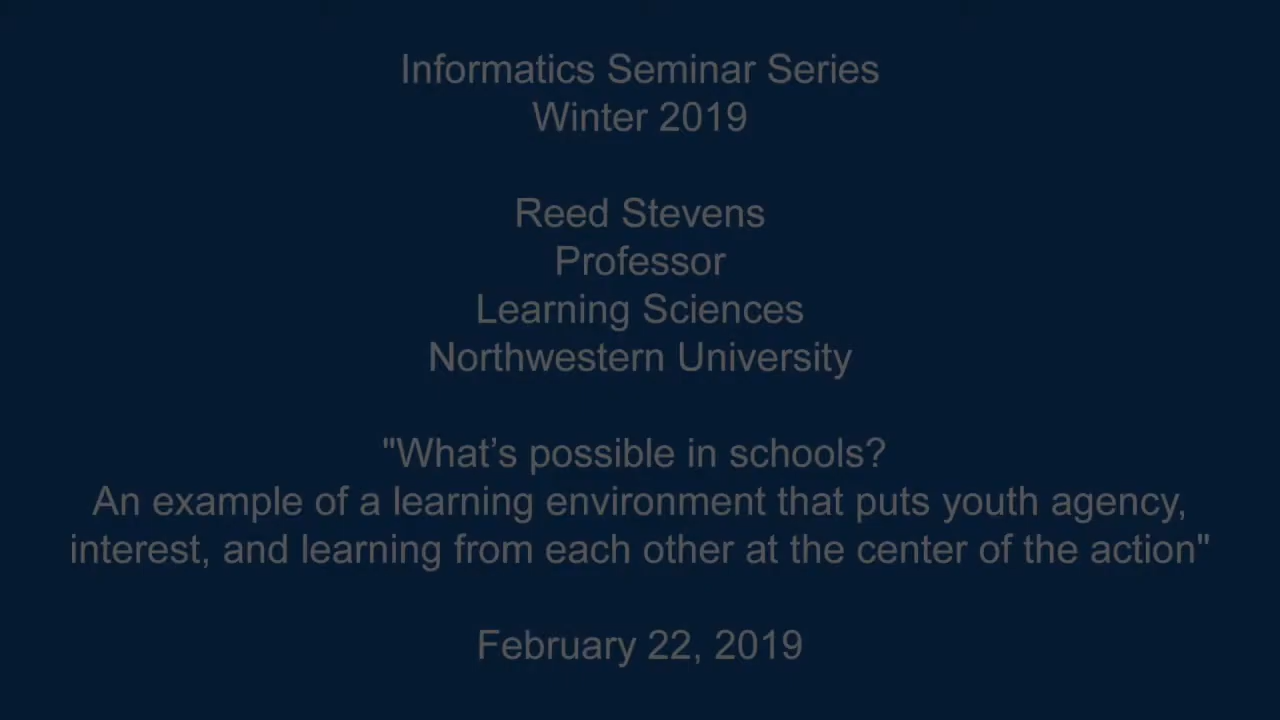 Informatics Seminar Series
Winter 2019
Reed Stevens
Professor
Learning Sciences
Northwestern University
"What’s possible in schools?
An example of a learning environment that puts youth agency,
interest, and learning from each other at the center of the action"
February 22, 2019